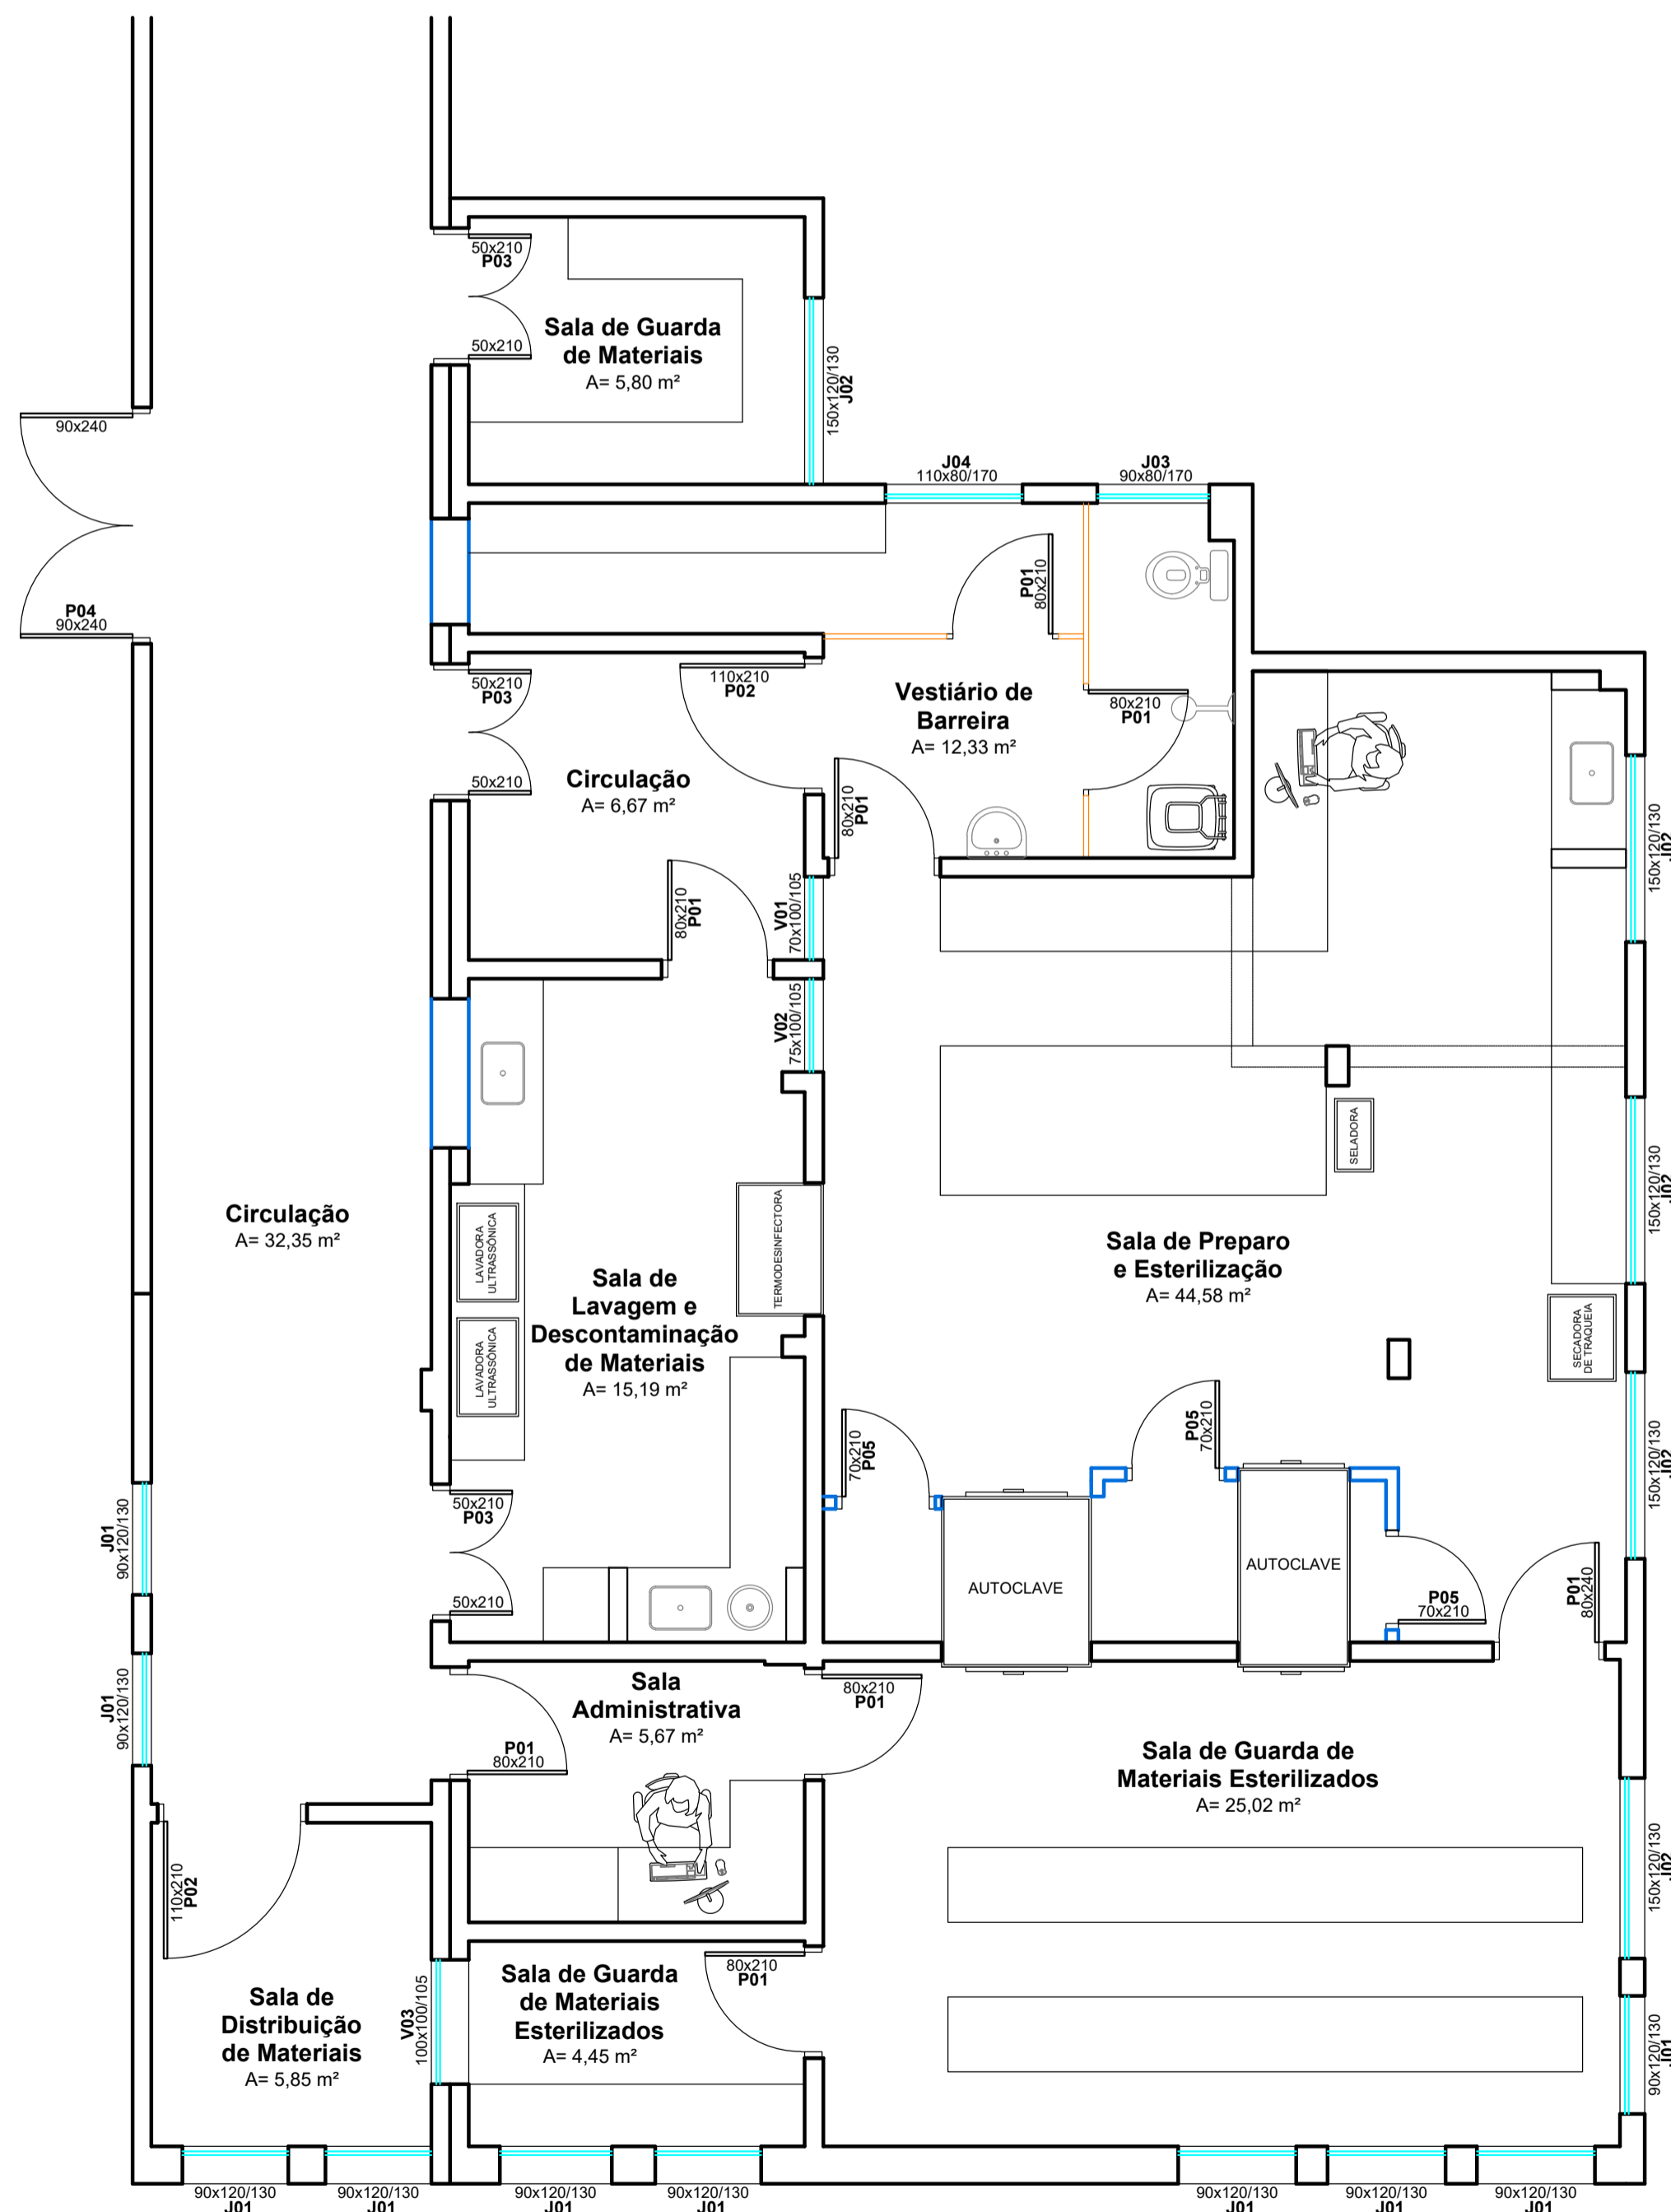 50x210
P03
Sala de Guarda
de Materiais
A= 5,80 m²
50x210
150x120/130
J02
90x240
P04
90x240
J04
110x80/170
J03
90x80/170
P01
80x210
50x210
P03
110x210
P02
Vestiário de
Barreira
A= 12,33 m²
80x210
P01
Circulação
A= 6,67 m²
50x210
80x210
P01
150x120/130
J02
80x210
P01
V01
70x100/105
V02
75x100/105
SELADORA
150x120/130
J02
Circulação
A= 32,35 m²
LAVADORA
ULTRASSÔNICA
TERMODESINFECTORA
Sala de Preparo
e Esterilização
A= 44,58 m²
Sala de
Lavagem e
Descontaminação
de Materiais
A= 15,19 m²
LAVADORA
ULTRASSÔNICA
SECADORA
DE TRAQUEIA
70x210
P05
P05
70x210
150x120/130
J02
50x210
P03
J01
90x120/130
AUTOCLAVE
AUTOCLAVE
P05
70x210
P01
80x240
50x210
J01
90x120/130
Sala
Administrativa
A= 5,67 m²
80x210
P01
P01
80x210
Sala de Guarda de
Materiais Esterilizados
A= 25,02 m²
110x210
P02
150x120/130
J02
80x210
P01
Sala de Guarda
de Materiais
Esterilizados
A= 4,45 m²
Sala de
Distribuição
de Materiais
A= 5,85 m²
V03
100x100/105
90x120/130
J01
90x120/130
J01
90x120/130
J01
90x120/130
J01
90x120/130
J01
90x120/130
J01
90x120/130
J01
90x120/130
J01